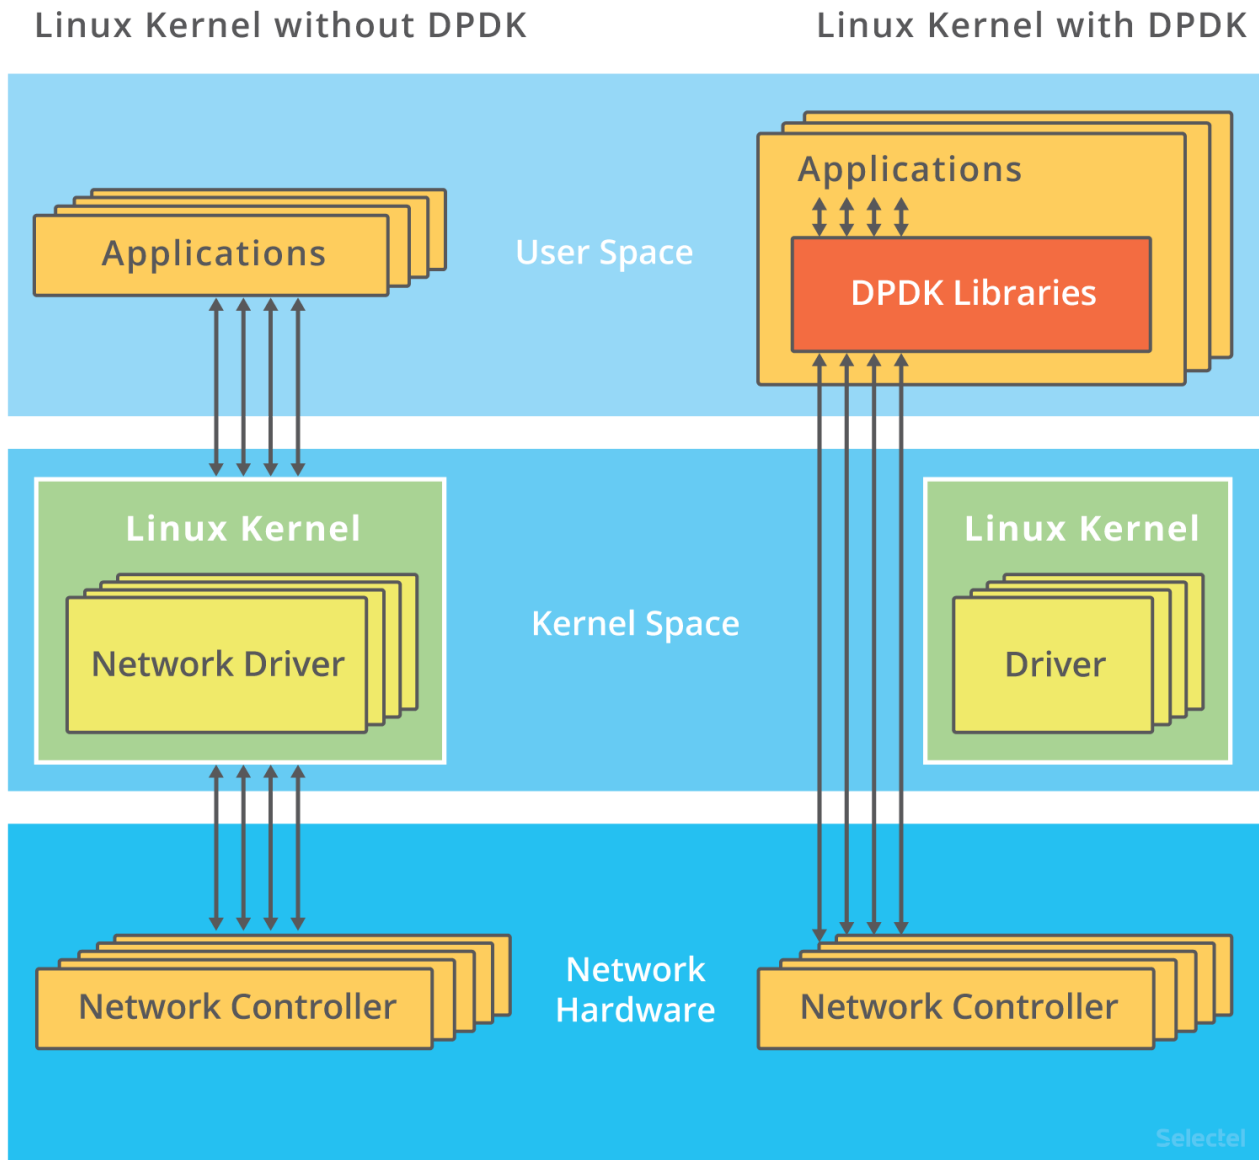 Linux Kernel without DPDK
Linux Kernel with DPDK
Applications
User Space
Applications
DPDK Libraries
Linux Kernel
Network Driver
Kernel Space
Linux Kernel
Driver
Network Controller
Network
Hardware
Network Controller
Selectel